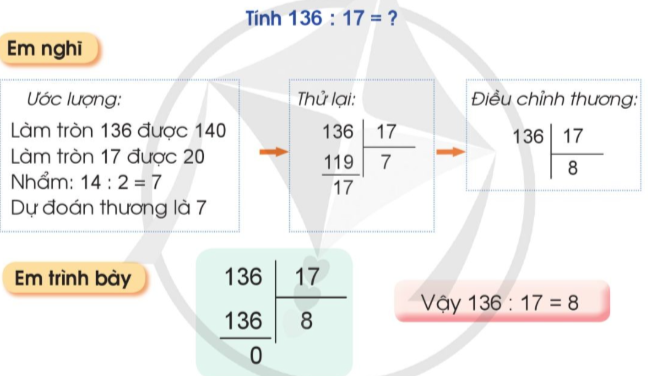 Tính 136 : 17 = ?
Em nghĩ
Ước lượng:
Làm tròn 136 được 140
Làm tròn 17 được 20
Nhẩm: 14 : 2 = 7
Dự đoán thương là 7
Thử lại:
136 17
119 7
17
Điều chỉnh thương:
136 17
8
Em trình bày
136 17
136 8
0
Vậy 136 : 17 = 8